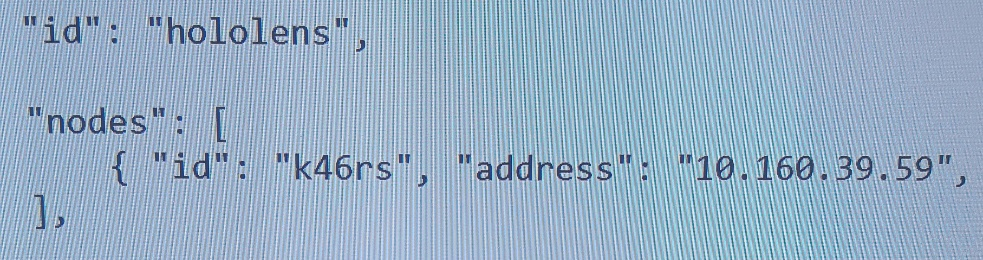 "id": "hololens",
"nodes": [
{ "id": "k46rs", "address": "10.160.39.59",
],